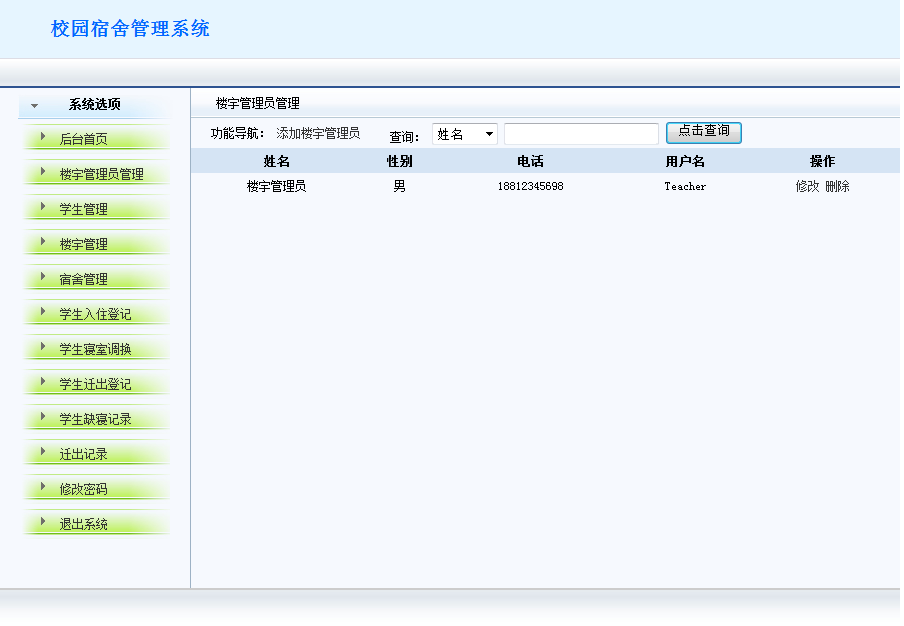 校园宿舍管理系统
系统选项
后台首页
楼宇管理员管理
学生管理
楼宇管理
宿舍管理
学生入住登记
学生寝室调换
学生迁出登记
学生缺寝记录
迁出记录
修改密码
退出系统
楼宇管理员管理
功能导航： 添加楼宇管理员 查询： 姓名 点击查询
姓名 性别 电话 用户名 操作
楼宇管理员 男 18812345698 Teacher 修改 删除